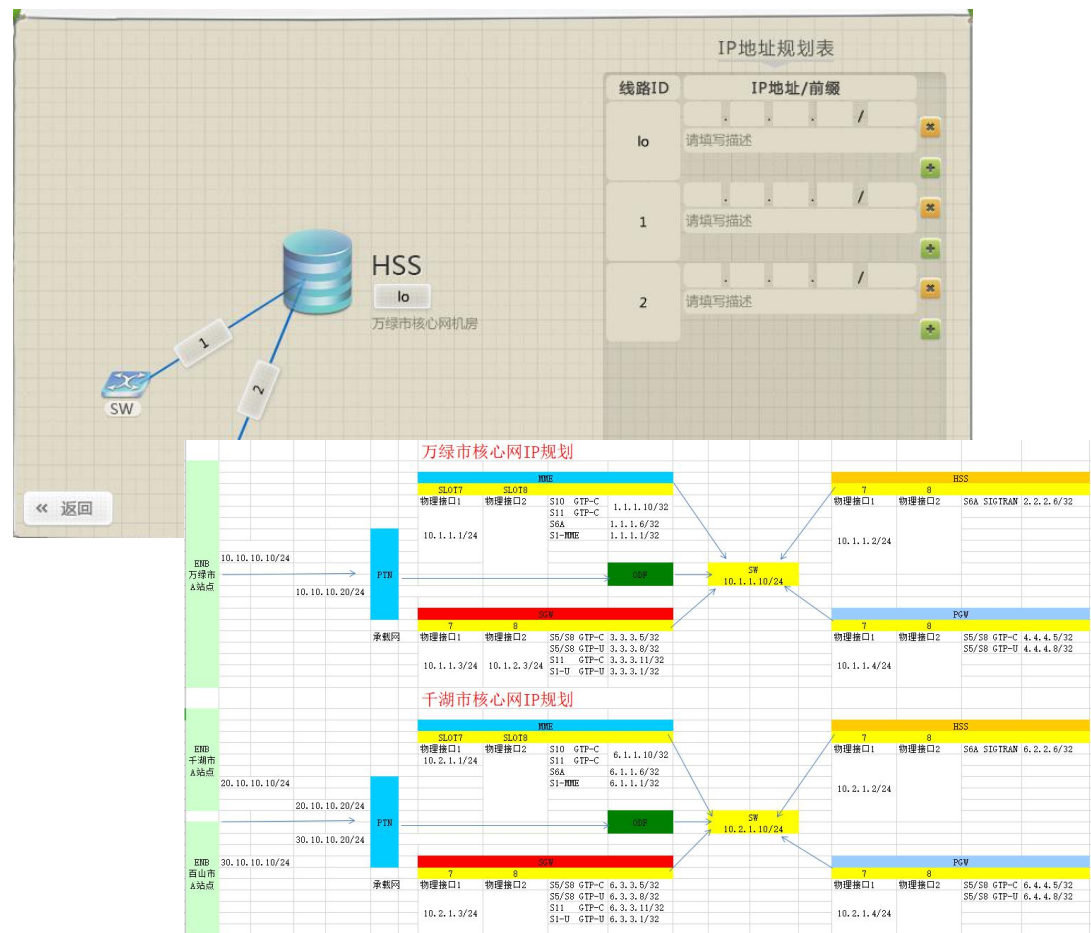 IP地址规划表
线路ID IP地址/前缀
lo . . . /
请填写描述
1 . . . /
请填写描述
2 . . . /
请填写描述
HSS
lo
万绿市核心网机房
1
2
SW
返回
万绿市核心网IP规划
MME HSS
SLOT7 SLOT8 7 8
物理接口1 物理接口2 S10 GTP-C 1.1.1.10/32 物理接口1 物理接口2 S6A SIGTRAN 2.2.2.6/32
S11 GTP-C
S6A 1.1.1.6/32
10.1.1.1/24 S1-MME 1.1.1.1/32 10.1.1.2/24
10.10.10.10/24
ENB
万绿市
A站点
PTN ODF SW
10.1.1.10/24
10.10.10.20/24
SGW PGW
7 8 7 8
承载网 物理接口1 物理接口2 S5/S8 GTP-C 3.3.3.5/32 物理接口1 物理接口2 S5/S8 GTP-C 4.4.4.5/32
S5/S8 GTP-U 3.3.3.8/32 S5/S8 GTP-U 4.4.4.8/32
10.1.1.3/24 10.1.2.3/24 S11 GTP-C 3.3.3.11/32 10.1.1.4/24
S1-U GTP-U 3.3.3.1/32
千湖市核心网IP规划
MME HSS
SLOT7 SLOT8 7 8
物理接口1 物理接口2 S10 GTP-C 6.1.1.10/32 物理接口1 物理接口2 S6A SIGTRAN 6.2.2.6/32
10.2.1.1/24 S11 GTP-C
S6A 6.1.1.6/32
S1-MME 6.1.1.1/32
ENB
千湖市
A站点
20.10.10.10/24 10.2.1.2/24
20.10.10.20/24
PTN ODF SW
10.2.1.10/24
30.10.10.20/24
ENB
百山市
A站点
30.10.10.10/24
SGW PGW
7 8 7 8
承载网 物理接口1 物理接口2 S5/S8 GTP-C 6.3.3.5/32 物理接口1 物理接口2 S5/S8 GTP-C 6.4.4.5/32
S5/S8 GTP-U 6.3.3.8/32 S5/S8 GTP-U 6.4.4.8/32
10.2.1.3/24 S11 GTP-C 6.3.3.11/32 10.2.1.4/24
S1-U GTP-U 6.3.3.1/32